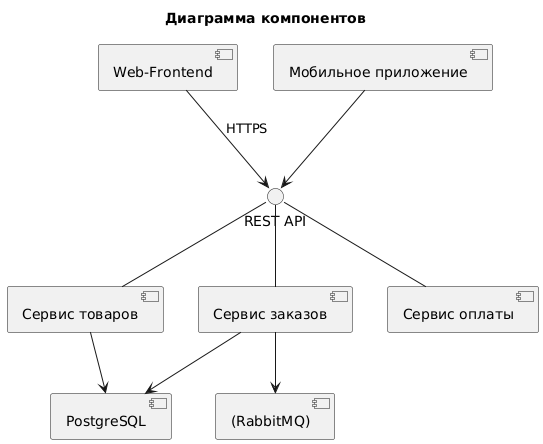 Диаграмма компонентов
Web-Frontend
Мобильное приложение
HTTPS
REST API
Сервис товаров
Сервис заказов
Сервис оплаты
PostgreSQL
(RabbitMQ)